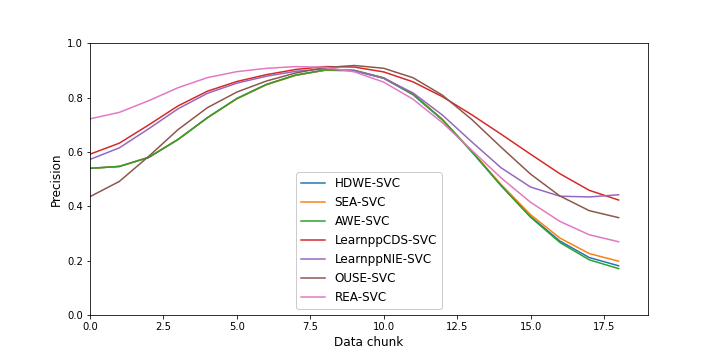 1.0
0.8
0.6
0.4
0.2
0.0
Precision
HDWE-SVC
SEA-SVC
AWE-SVC
LearnppCDS-SVC
LearnppNIE-SVC
OUSE-SVC
REA-SVC
0.0 2.5 5.0 7.5 10.0 12.5 15.0 17.5
Data chunk